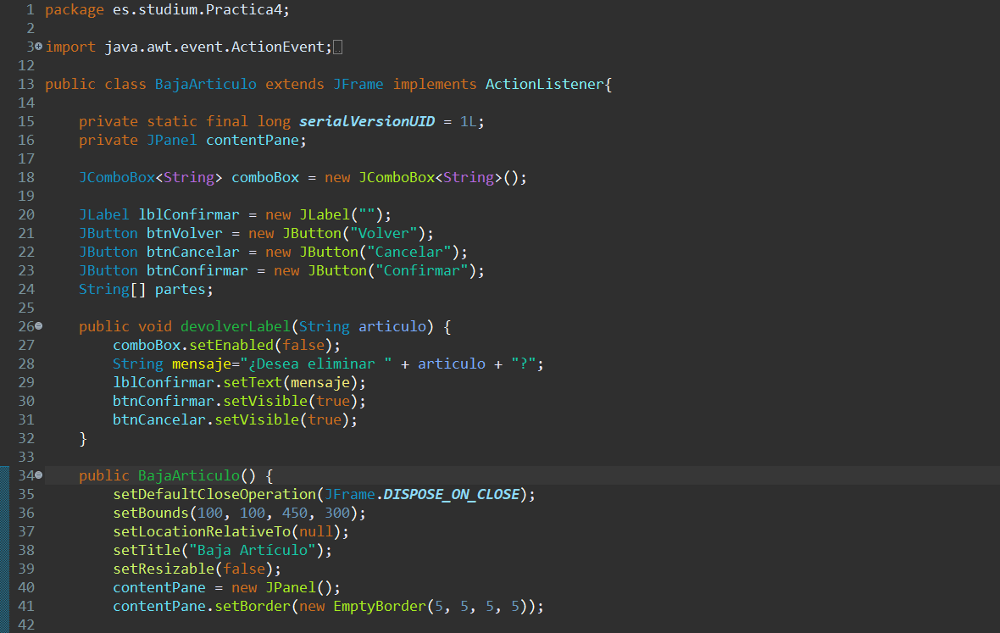 1 package es.studium.Practica4;
2
3 import java.awt.event.ActionEvent;
12
13 public class BajaArticulo extends JFrame implements ActionListener{
14
15     private static final long serialVersionUID = 1L;
16     private JPanel contentPane;
17
18     JComboBox<String> comboBox = new JComboBox<String>();
19
20     JLabel lblConfirmar = new JLabel("");
21     JButton btnVolver = new JButton("Volver");
22     JButton btnCancelar = new JButton("Cancelar");
23     JButton btnConfirmar = new JButton("Confirmar");
24     String[] partes;
25
26     public void devolverLabel(String articulo) {
27         comboBox.setEnabled(false);
28         String mensaje="¿Desea eliminar " + articulo + "?";
29         lblConfirmar.setText(mensaje);
30         btnConfirmar.setVisible(true);
31         btnCancelar.setVisible(true);
32     }
33
34     public BajaArticulo() {
35         setDefaultCloseOperation(JFrame.DISPOSE_ON_CLOSE);
36         setBounds(100, 100, 450, 300);
37         setLocationRelativeTo(null);
38         setTitle("Baja Artículo");
39         setResizable(false);
40         contentPane = new JPanel();
41         contentPane.setBorder(new EmptyBorder(5, 5, 5, 5));
42